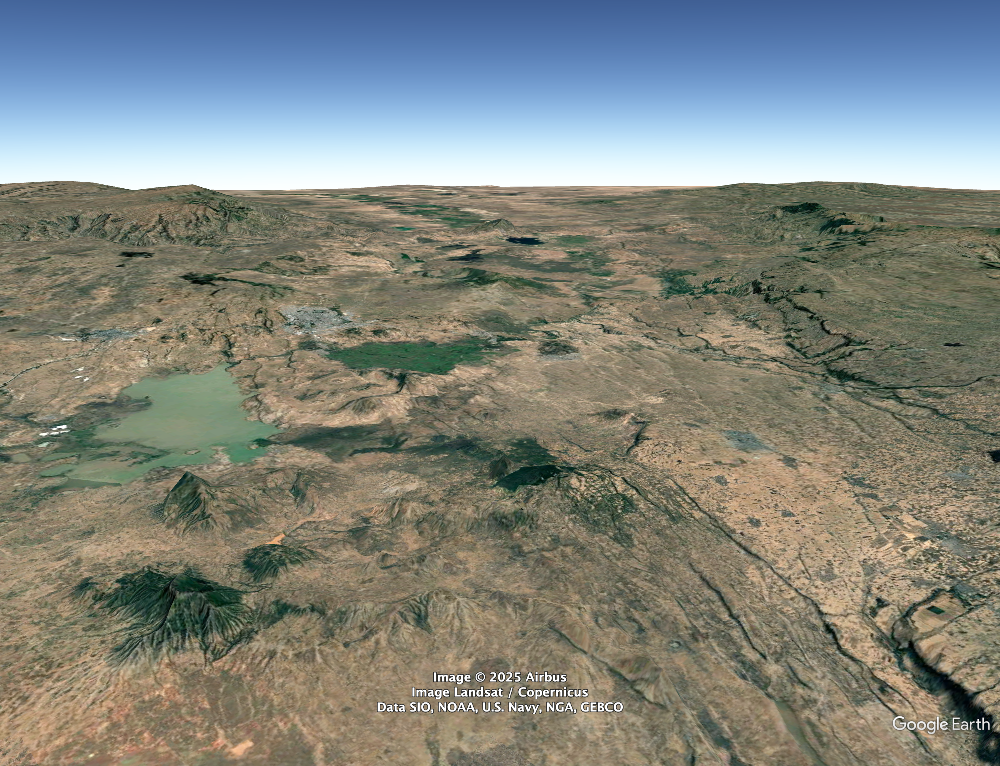 Image © 2025 Airbus
Image Landsat / Copernicus
Data SIO, NOAA, U.S. Navy, NGA, GEBCO
Google Earth